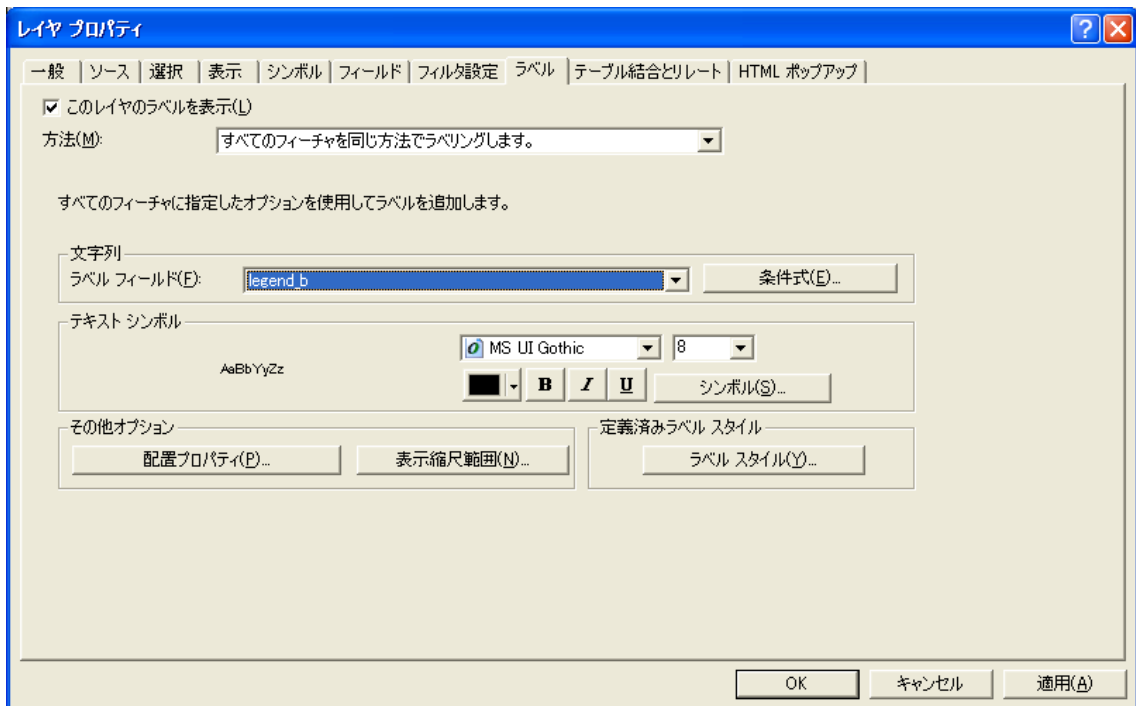 レイヤ プロパティ
一般 ソース 選択 表示 シンボル フィールド フィルタ設定 ラベル テーブル結合とリレート HTML ポップアップ
このレイヤのラベルを表示(L)
方法(M): すべてのフィーチャを同じ方法でラベリングします。
すべてのフィーチャに指定したオプションを使用してラベルを追加します。
文字列
ラベル フィールド(F): legend_b 条件式(E)...
テキスト シンボル
AaBbYyZz
MS UI Gothic 8
B I U シンボル(S)...
その他オプション
配置プロパティ(P)... 表示縮尺範囲(N)...
定義済みラベル スタイル
ラベル スタイル(Y)...
OK キャンセル 適用(A)